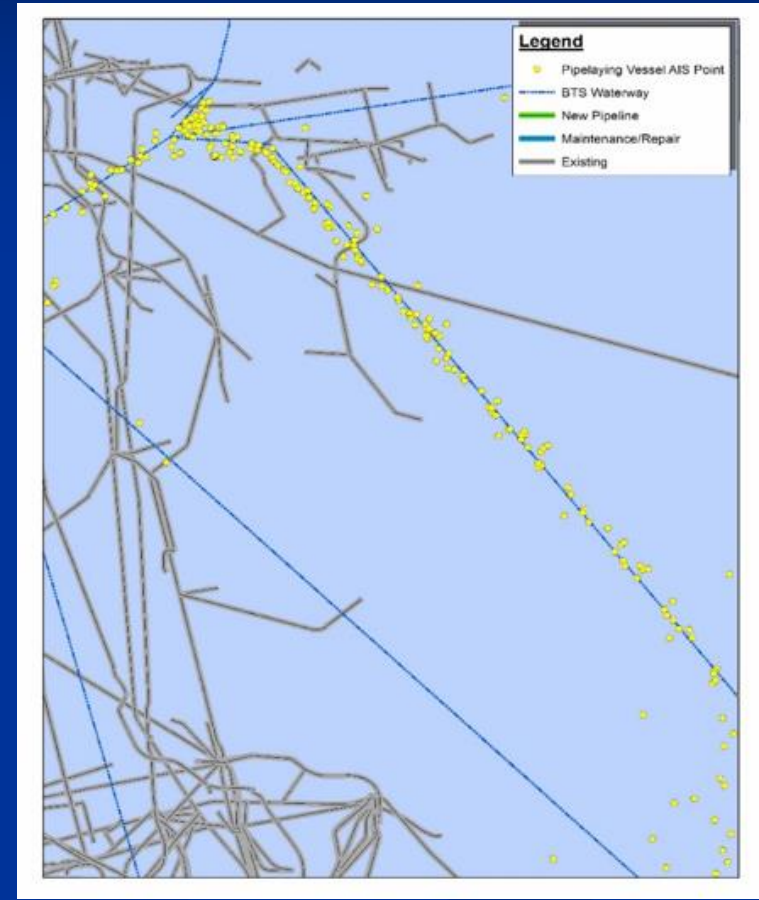 Legend
Pipelaying Vessel AIS Point
BTS Waterway
New Pipeline
Maintenance/Repair
Existing